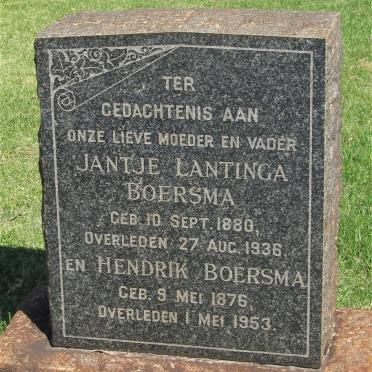 TER
GEDACHTENIS AAN
ONZE LIEVE MOEDER EN VADER
JANTJE LANTINGA
BOERSMA
GEB. 10 SEPT. 1880,
OVERLEDEN 27 AUG. 1936.
EN HENDRIK BOERSMA
GEB. 9 MEI 1876,
OVERLEDEN 1 MEI 1953.